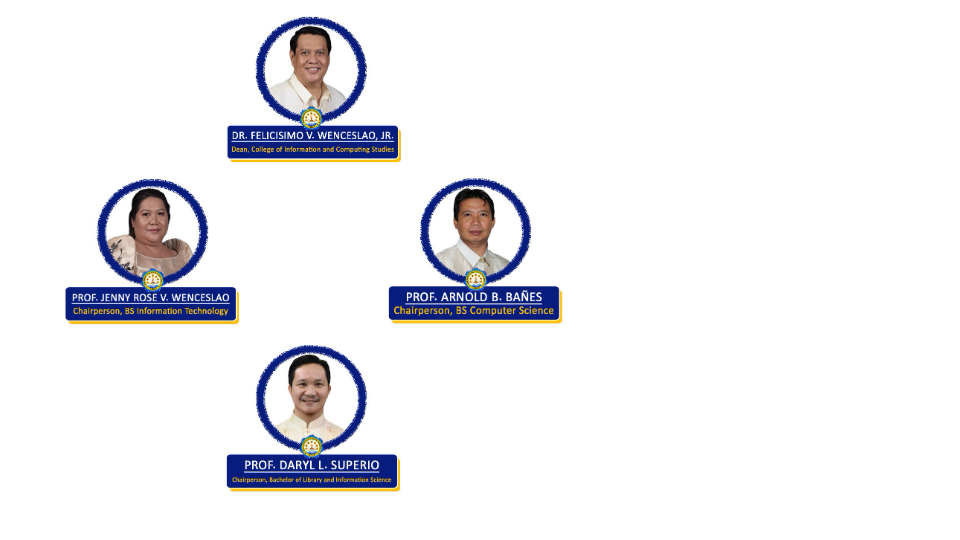 DR. FELICISIMO V. WENCESLAO, JR.
Dean, College of Information and Computing Studies
PROF. JENNY ROSE V. WENCESLAO
Chairperson, BS Information Technology
PROF. ARNOLD B. BAÑES
Chairperson, BS Computer Science
PROF. DARYL L. SUPERIO
Chairperson, Bachelor of Library and Information Science